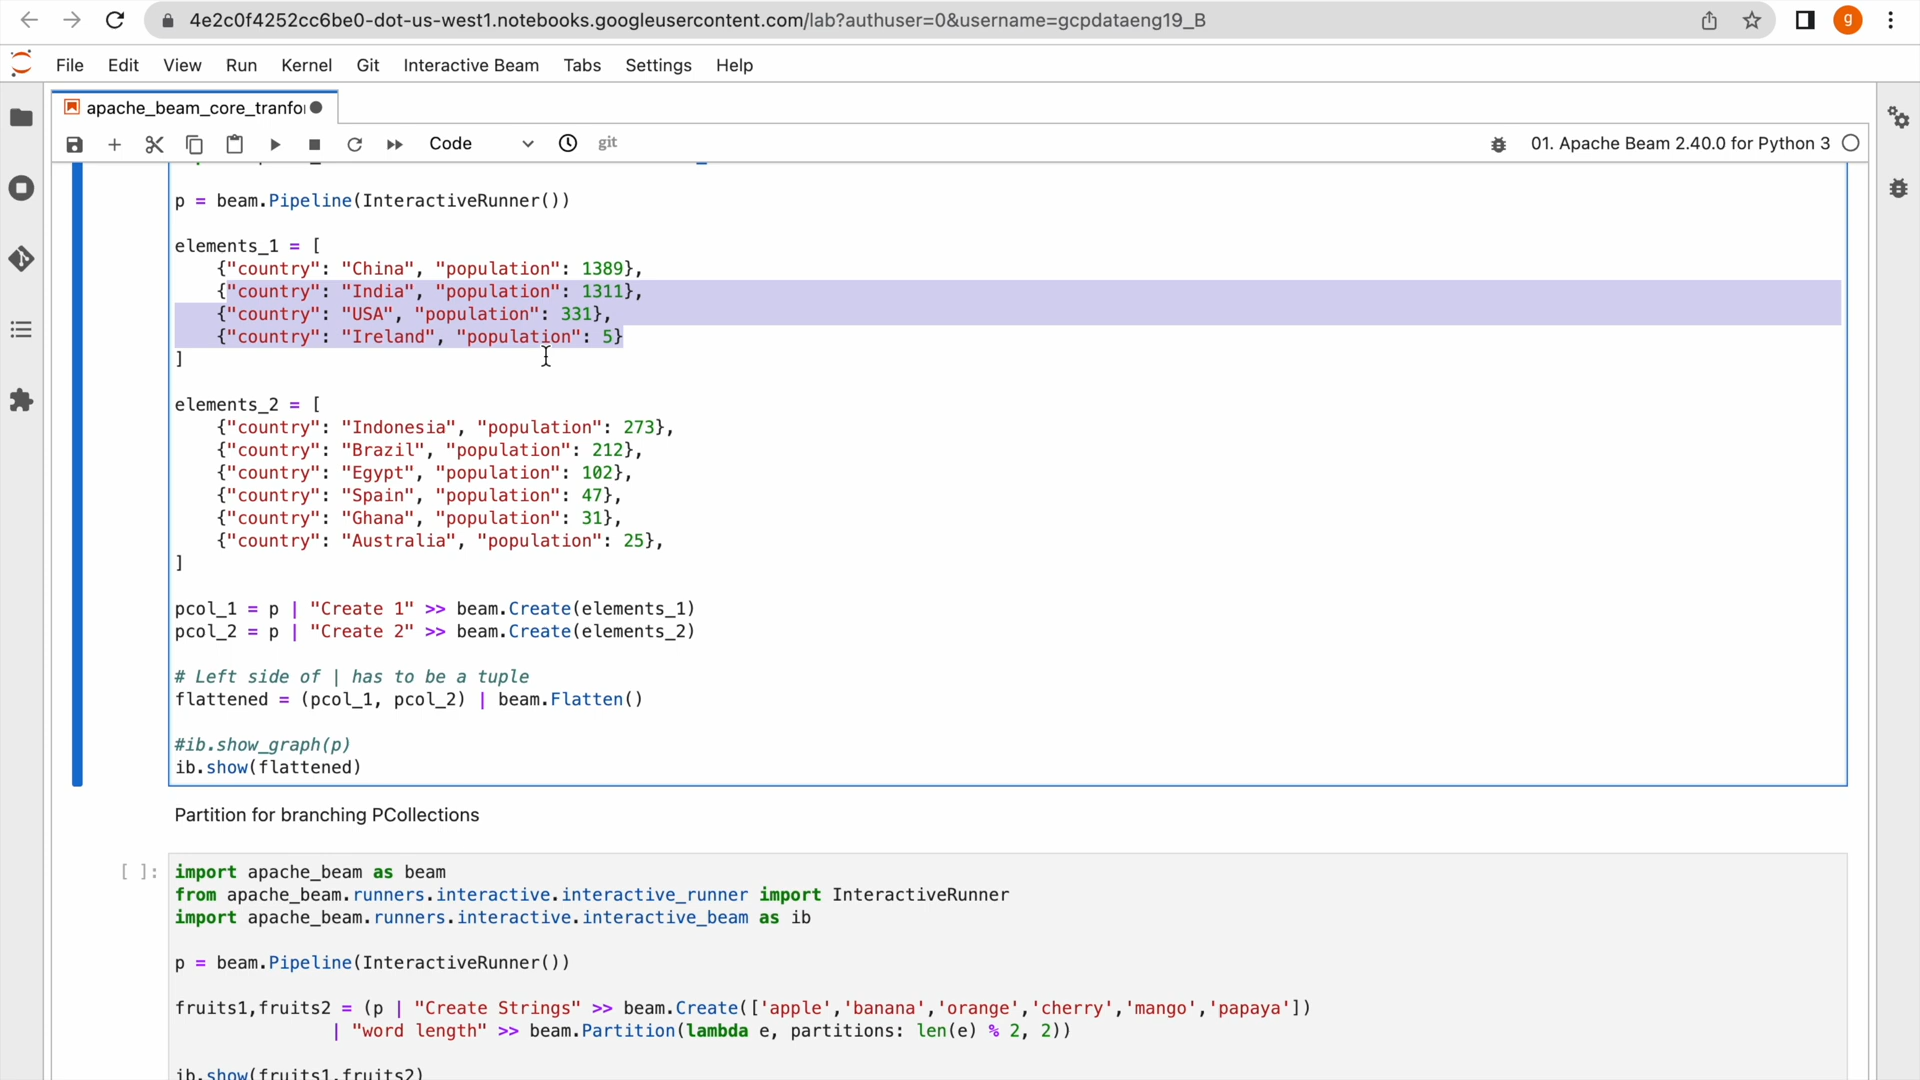 4e2c0f4252cc6be0-dot-us-west1.notebooks.googleusercontent.com/lab?authuser=0&username=gcpdataeng19_B
g
File Edit View Run Kernel Git Interactive Beam Tabs Settings Help
apache_beam_core_tranfo
Code git 01. Apache Beam 2.40.0 for Python 3
p = beam.Pipeline(InteractiveRunner())
elements_1 = [
{"country": "China", "population": 1389},
{"country": "India", "population": 1311},
{"country": "USA", "population": 331},
{"country": "Ireland", "population": 5}
]
elements_2 = [
{"country": "Indonesia", "population": 273},
{"country": "Brazil", "population": 212},
{"country": "Egypt", "population": 102},
{"country": "Spain", "population": 47},
{"country": "Ghana", "population": 31},
{"country": "Australia", "population": 25},
]
pcol_1 = p | "Create 1" >> beam.Create(elements_1)
pcol_2 = p | "Create 2" >> beam.Create(elements_2)
# Left side of | has to be a tuple
flattened = (pcol_1, pcol_2) | beam.Flatten()
#ib.show_graph(p)
ib.show(flattened)
Partition for branching PCollections
[ ]: import apache_beam as beam
from apache_beam.runners.interactive.interactive_runner import InteractiveRunner
import apache_beam.runners.interactive.interactive_beam as ib
p = beam.Pipeline(InteractiveRunner())
fruits1,fruits2 = (p | "Create Strings" >> beam.Create(['apple','banana','orange','cherry','mango','papaya'])
| "word length" >> beam.Partition(lambda e, partitions: len(e) % 2, 2))
ib.show(fruits1,fruits2)